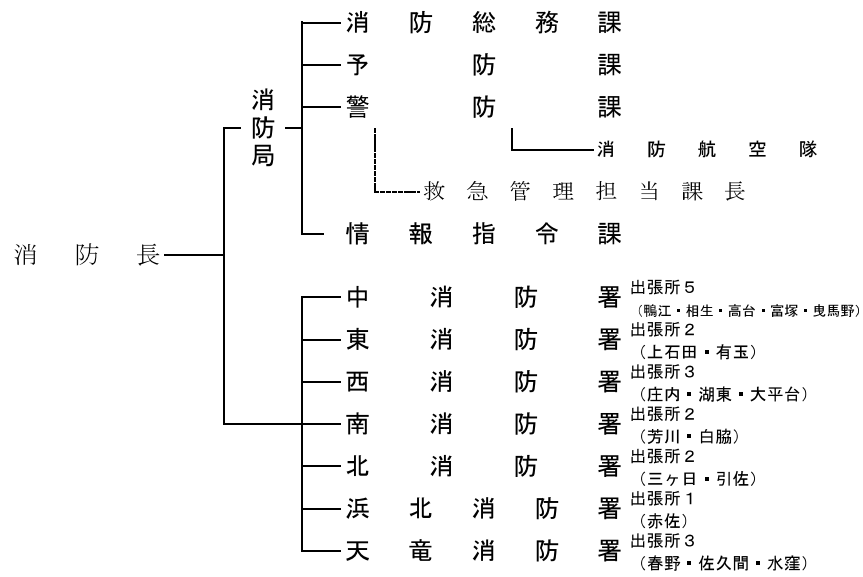 消防総務課
予防課
警防課
消防局
消防航空隊
救急管理担当課長
情報指令課
消防長
中消防署 出張所5
（鴨江・相生・高台・富塚・曳馬野）
東消防署 出張所2
（上石田・有玉）
西消防署 出張所3
（庄内・湖東・大平台）
南消防署 出張所2
（芳川・白脇）
北消防署 出張所2
（三ヶ日・引佐）
浜北消防署 出張所1
（赤佐）
天竜消防署 出張所3
（春野・佐久間・水窪）